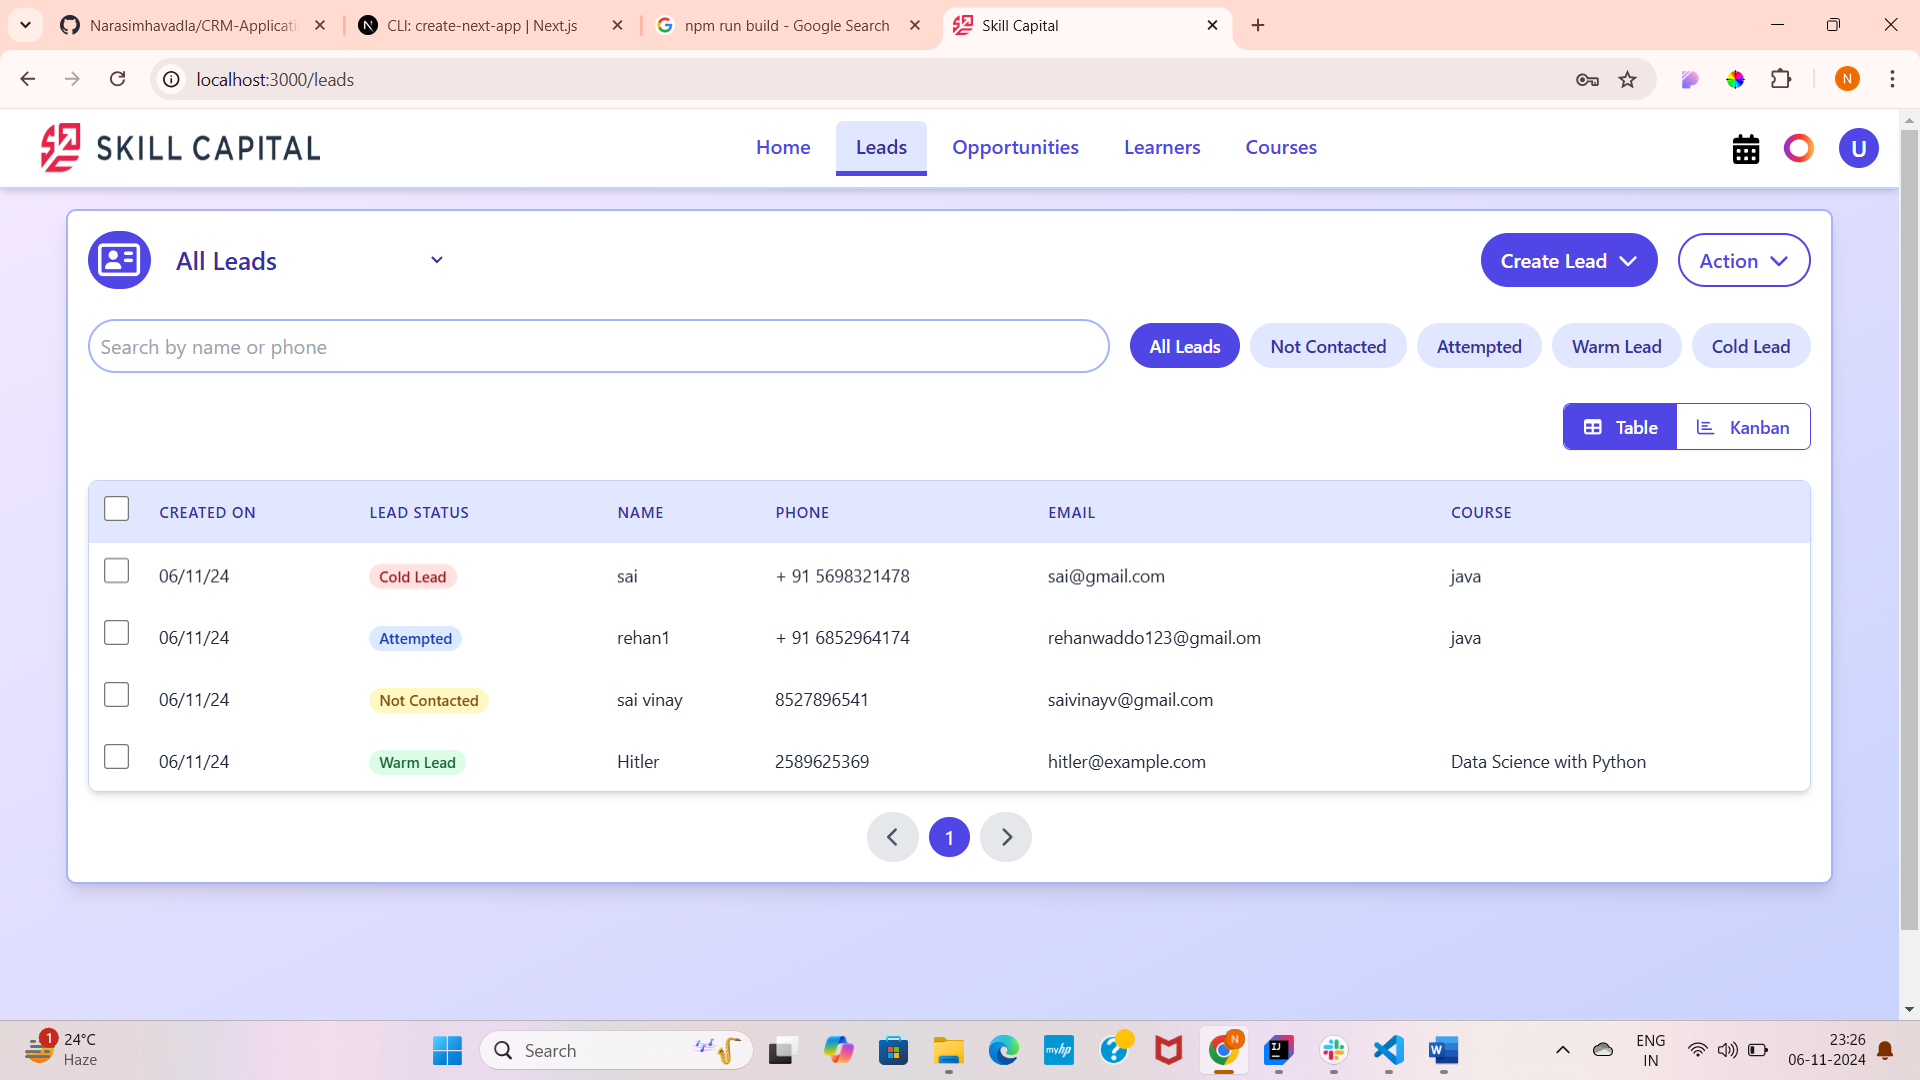 Narasimhavadla/CRM-Applicati
CLI: create-next-app | Next.js
npm run build - Google Search
Skill Capital
localhost:3000/leads
N
SKILL CAPITAL
Home
Leads
Opportunities
Learners
Courses
U
All Leads
Create Lead
Action
Search by name or phone
All Leads
Not Contacted
Attempted
Warm Lead
Cold Lead
Table
Kanban
CREATED ON LEAD STATUS NAME PHONE EMAIL COURSE
06/11/24 Cold Lead sai + 91 5698321478 sai@gmail.com java
06/11/24 Attempted rehan1 + 91 6852964174 rehanwaddo123@gmail.om java
06/11/24 Not Contacted sai vinay 8527896541 saivinayv@gmail.com
06/11/24 Warm Lead Hitler 2589625369 hitler@example.com Data Science with Python
1
1
24°C
Haze
Search
myhp
N
IJ
W
ENG
IN
23:26
06-11-2024